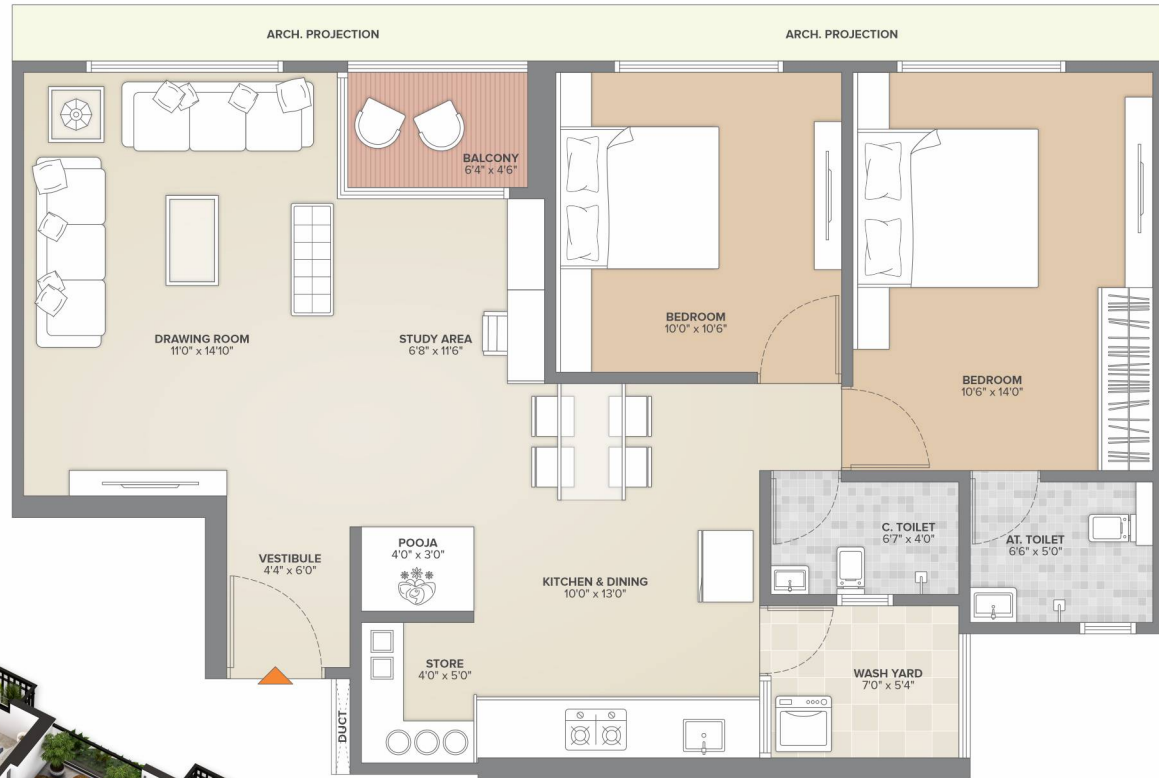 ARCH. PROJECTION
ARCH. PROJECTION
BALCONY
6'4" x 4'6"
BEDROOM
10'0" x 10'6"
DRAWING ROOM
11'0" x 14'10"
STUDY AREA
6'8" x 11'6"
BEDROOM
10'6" x 14'0"
C. TOILET
6'7" x 4'0"
AT. TOILET
6'6" x 5'0"
POOJA
4'0" x 3'0"
VESTIBULE
4'4" x 6'0"
KITCHEN & DINING
10'0" x 13'0"
STORE
4'0" x 5'0"
WASH YARD
7'0" x 5'4"
DUCT